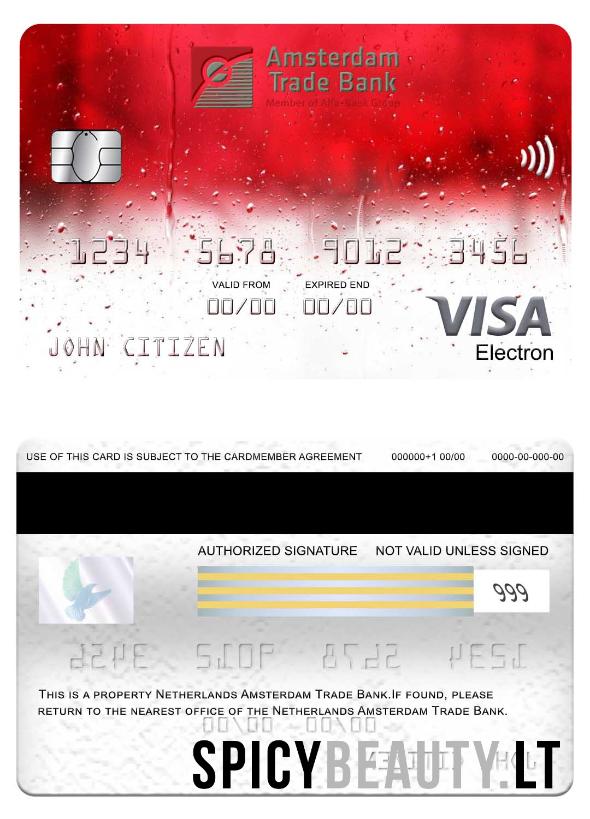 Amsterdam
Trade Bank
Member of Alfa-Bank Group
1234 5678 9012 3456
VALID FROM EXPIRED END
00/00 00/00
VISA
Electron
JOHN CITIZEN
USE OF THIS CARD IS SUBJECT TO THE CARDMEMBER AGREEMENT 000000+1 00/00 0000-00-000-00
AUTHORIZED SIGNATURE NOT VALID UNLESS SIGNED
999
THIS IS A PROPERTY NETHERLANDS AMSTERDAM TRADE BANK.IF FOUND, PLEASE
RETURN TO THE NEAREST OFFICE OF THE NETHERLANDS AMSTERDAM TRADE BANK.
SPICYBEAUTY.LT